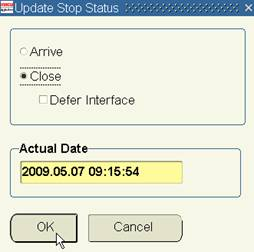 Update Stop Status
Arrive
Close
Defer Interface
Actual Date
2009.05.07 09:15:54
OK
Cancel